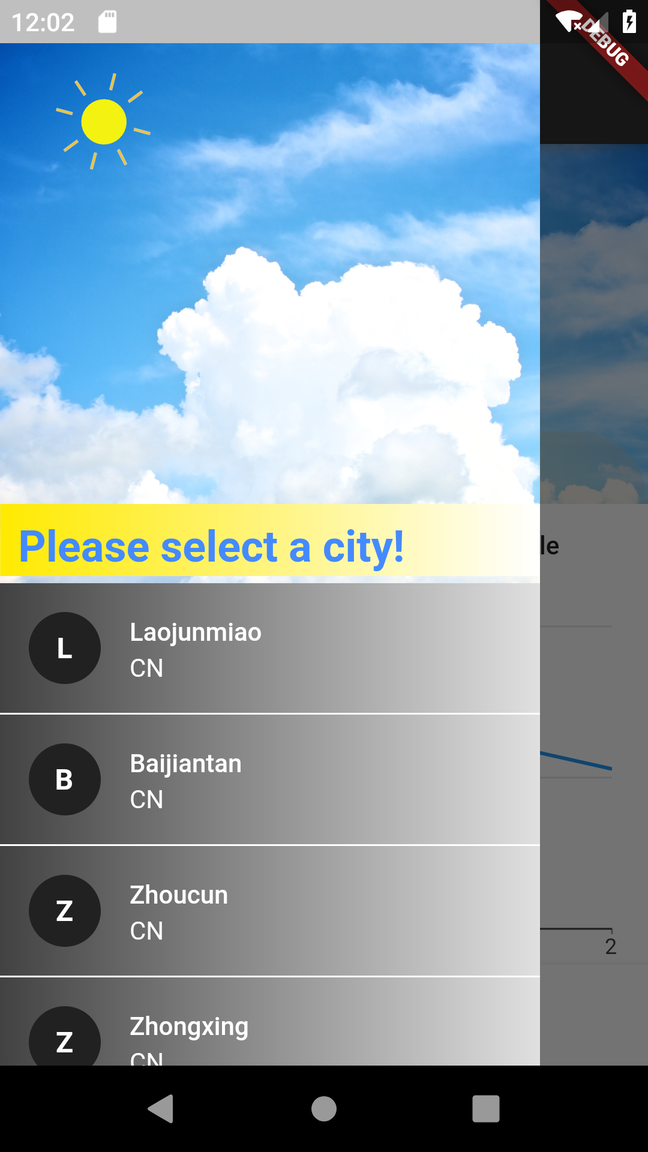 12:02
DEBUG
Please select a city!
le
L
Laojunmiao
CN
B
Baijiantan
CN
Z
Zhoucun
CN
2
Z
Zhongxing
CN